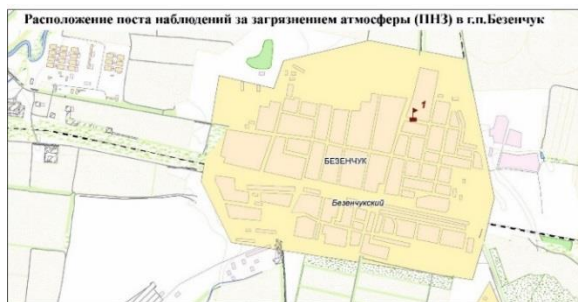 Расположение поста наблюдений за загрязнением атмосферы (ПНЗ) в г.п.Безенчук
1
БЕЗЕНЧУК
Безенчукский